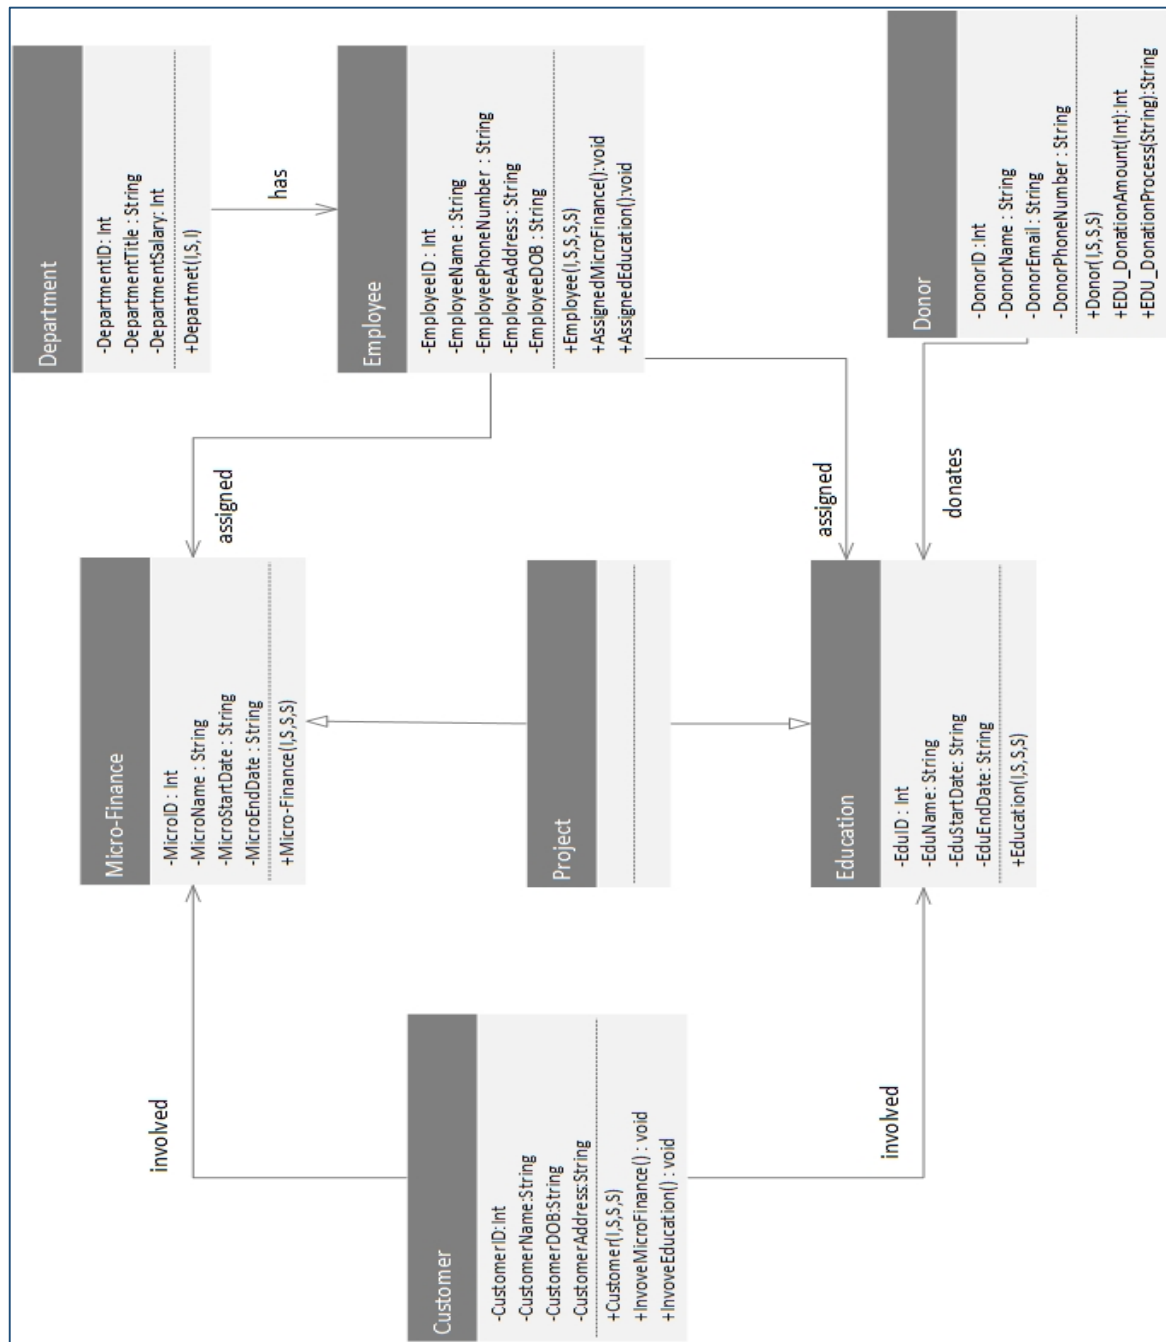 Department
-DepartmentID: Int
-DepartmentTitle : String
-DepartmentSalary: Int
+Departmet(I,S, I)
has
Employee
-EmployeeID : Int
-EmployeeName : String
-EmployeePhoneNumber : String
-EmployeeAddress : String
-EmployeeDOB : String
+Employee(I,S,S,S,S)
+AssignedMicroFinance():void
+AssignedEducation():void
Donor
-DonorID :Int
-DonorName : String
-DonorEmail : String
-DonorPhoneNumber : String
+Donor(I,S,S,S)
+EDU_DonationAmount(Int):Int
+EDU_DonationProcess(String):String
assigned
assigned
donates
Micro-Finance
-MicroID : Int
-MicroName : String
-MicroStartDate : String
-MicroEndDate : String
+Micro-Finance(I,S,S,S)
Project
Education
-EduID : Int
-EduName: String
-EduStartDate: String
-EduEndDate: String
+Education(I,S,S,S)
involved
involved
Customer
-CustomerID:Int
-CustomerName:String
-CustomerDOB:String
-CustomerAddress:String
+Customer(I,S,S,S)
+InvoveMicroFinance() : void
+InvoveEducation() : void